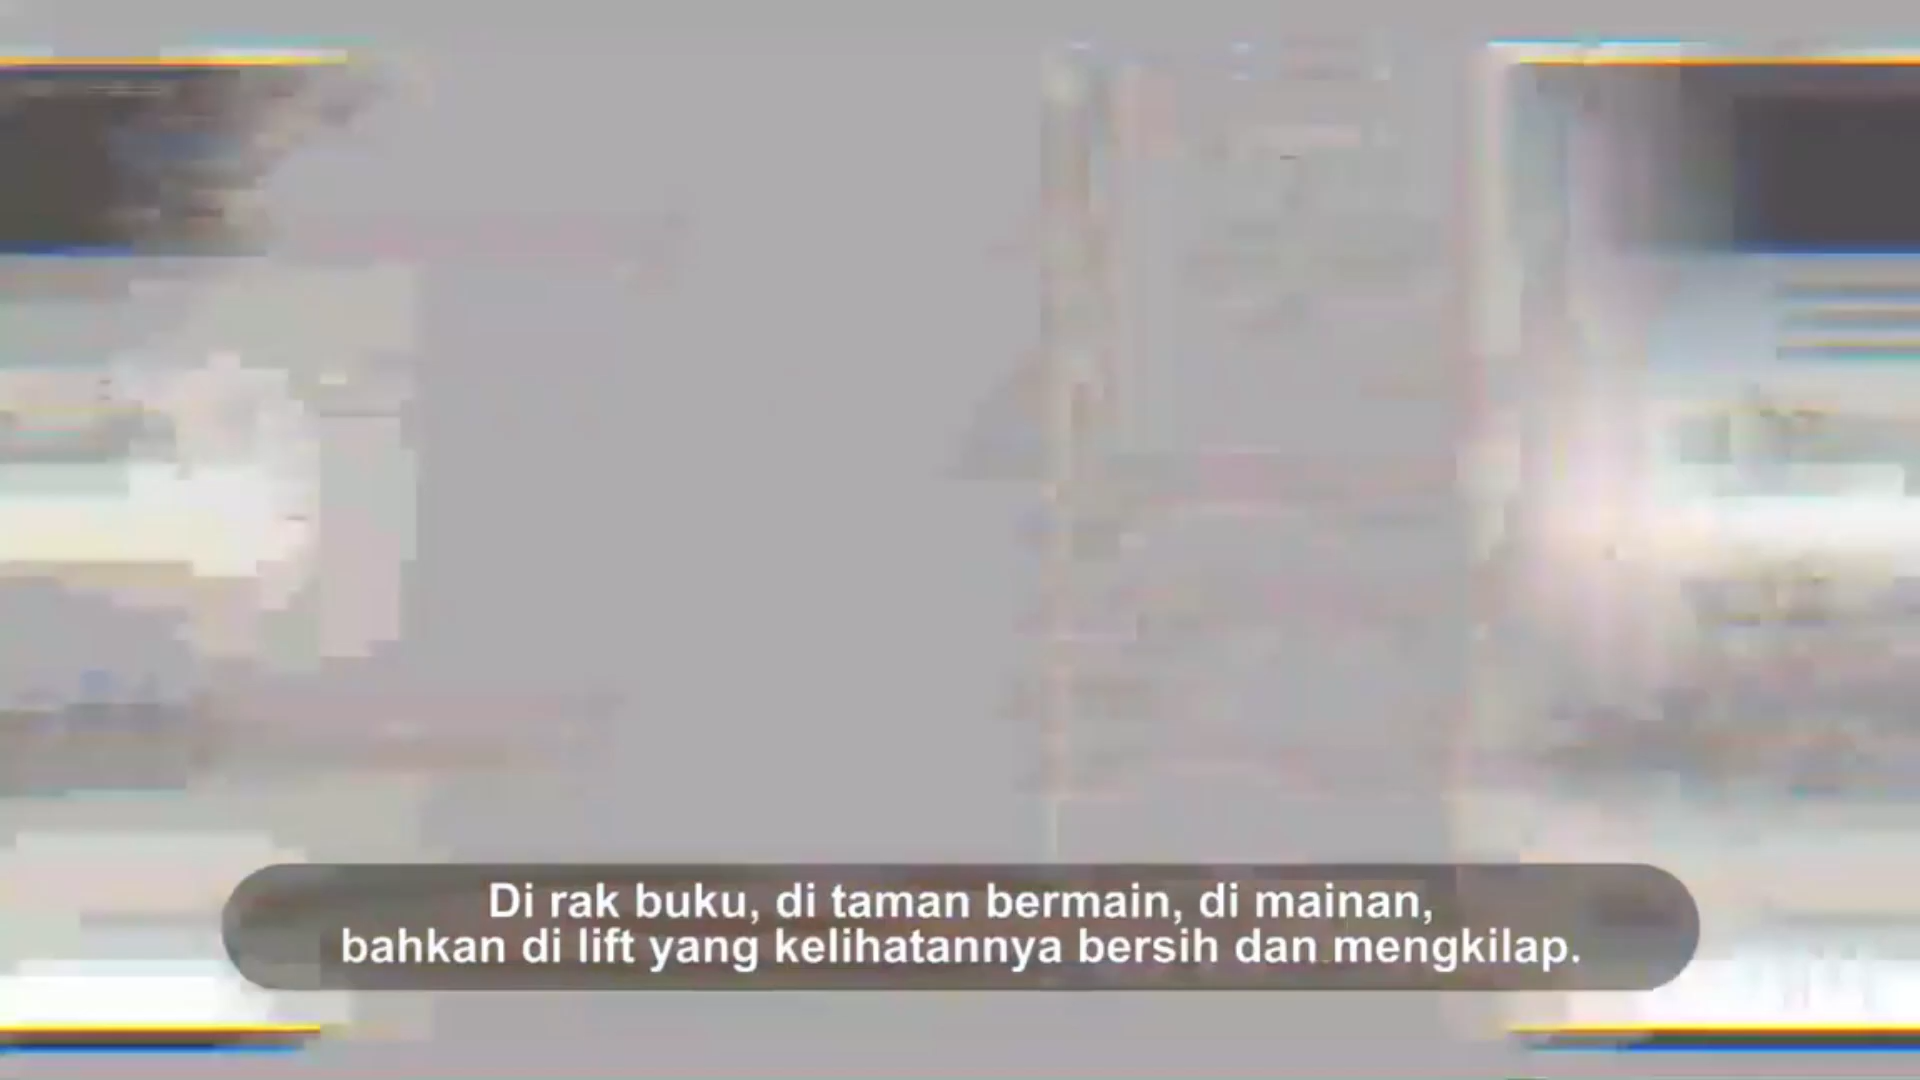 Di rak buku, di taman bermain, di mainan,
bahkan di lift yang kelihatannya bersih dan mengkilap.